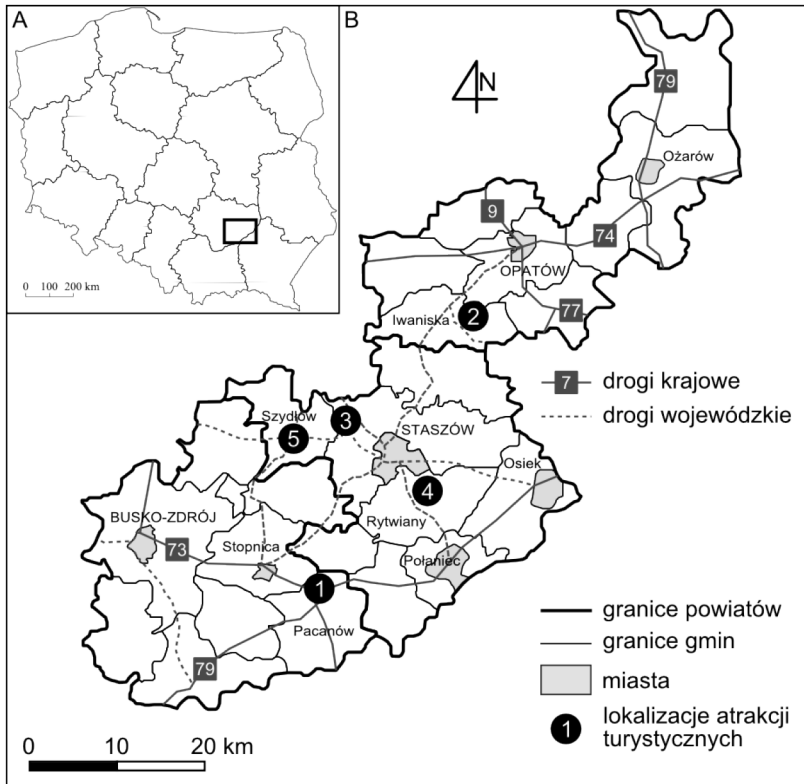 A
0 100 200 km
B
N
79
Ożarów
9
74
OPATÓW
Iwaniska
2
77
7 drogi krajowe
drogi wojewódzkie
Szydłów
3
5
STASZÓW
Osiek
4
BUSKO-ZDRÓJ
Rytwiany
73
Stopnica
Połaniec
1
Pacanów
79
granice powiatów
granice gmin
miasta
1 lokalizacje atrakcji
turystycznych
0 10 20 km